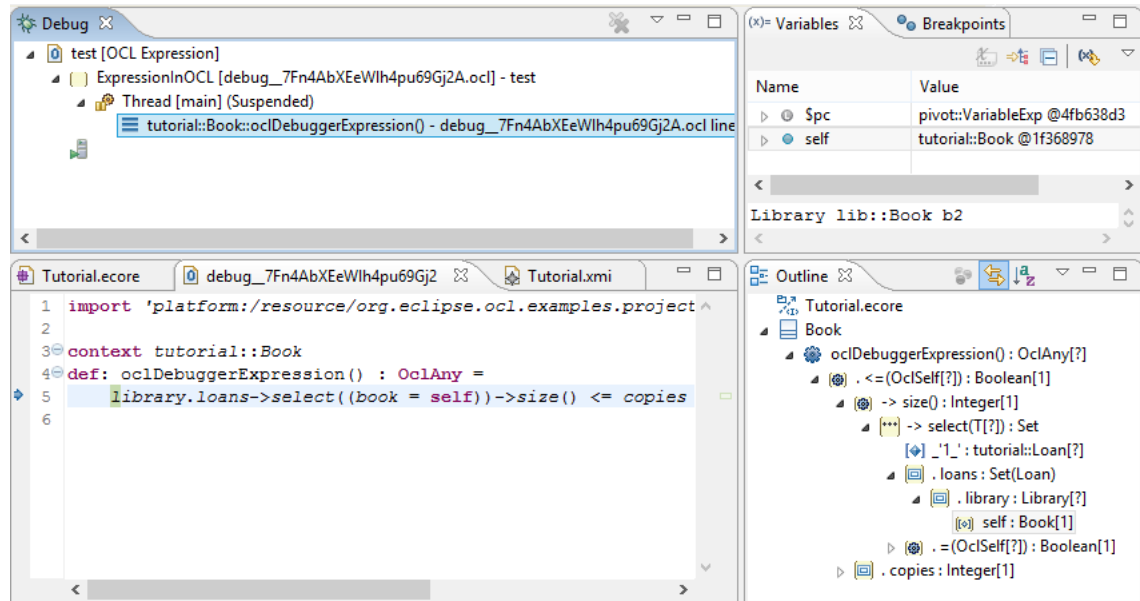 Debug
test [OCL Expression]
ExpressionInOCL [debug__7Fn4AbXEeWIh4pu69Gj2A.ocl] - test
Thread [main] (Suspended)
tutorial::Book::oclDebuggerExpression() - debug__7Fn4AbXEeWIh4pu69Gj2A.ocl line
(x)= Variables
Breakpoints
Name Value
$pc pivot::VariableExp @4fb638d3
self tutorial::Book @1f368978
Library lib::Book b2
Tutorial.ecore
debug__7Fn4AbXEeWIh4pu69Gj2
Tutorial.xmi
1 import 'platform:/resource/org.eclipse.ocl.examples.project
2
3 context tutorial::Book
4 def: oclDebuggerExpression() : OclAny =
5 library.loans->select((book = self))->size() <= copies
6
Outline
Tutorial.ecore
Book
oclDebuggerExpression() : OclAny[?]
. <=(OclSelf[?]) : Boolean[1]
-> size() : Integer[1]
-> select(T[?]) : Set
_'1_' : tutorial::Loan[?]
. loans : Set(Loan)
. library : Library[?]
self : Book[1]
. =(OclSelf[?]) : Boolean[1]
. copies : Integer[1]